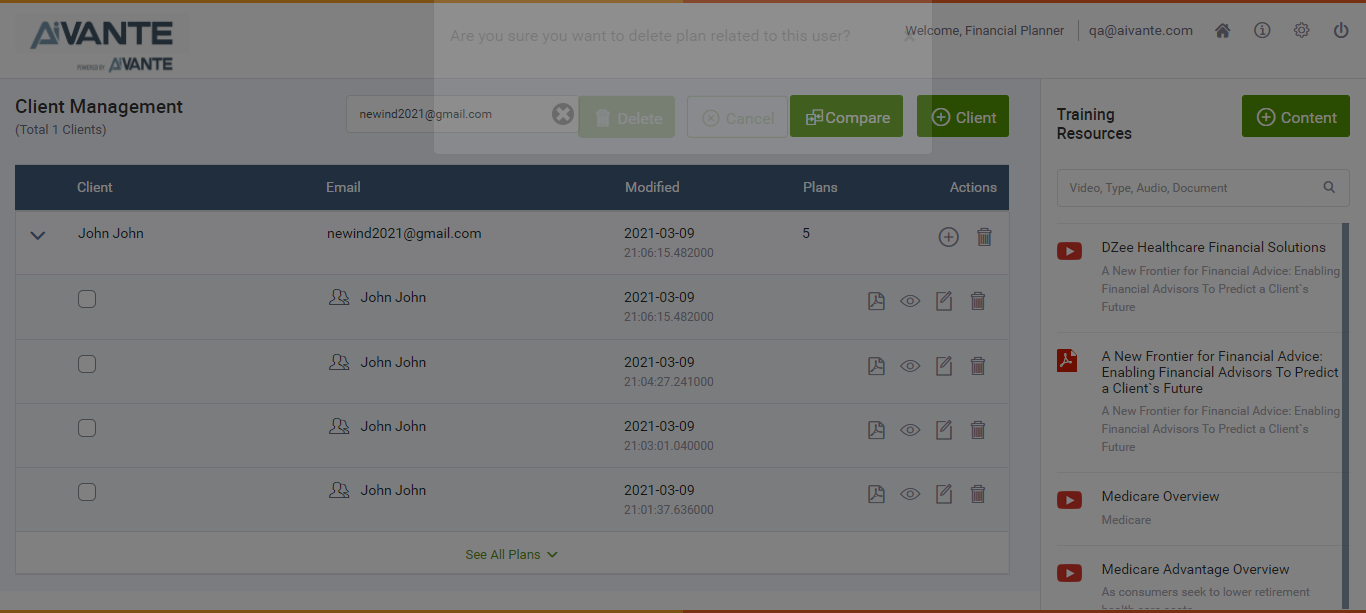 AiVANTE
POWERED BY AiVANTE
Are you sure you want to delete plan related to this user?
Welcome, Financial Planner
qa@aivante.com
Client Management
(Total 1 Clients)
newind2021@gmail.com
Delete
Cancel
Compare
Client
Client Email Modified Plans Actions
John John newind2021@gmail.com 2021-03-09 5
21:06:15.482000
John John 2021-03-09
21:06:15.482000
John John 2021-03-09
21:04:27.241000
John John 2021-03-09
21:03:01.040000
John John 2021-03-09
21:01:37.636000
See All Plans
Training
Resources
Content
Video, Type, Audio, Document
DZee Healthcare Financial Solutions
A New Frontier for Financial Advice: Enabling
Financial Advisors To Predict a Client`s
Future
A New Frontier for Financial Advice:
Enabling Financial Advisors To Predict
a Client`s Future
A New Frontier for Financial Advice: Enabling
Financial Advisors To Predict a Client`s
Future
Medicare Overview
Medicare
Medicare Advantage Overview
As consumers seek to lower retirement
health care costs